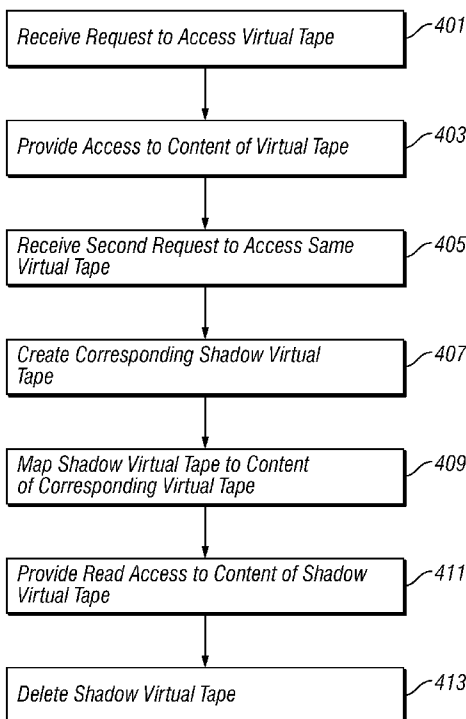 Receive Request to Access Virtual Tape
401
Provide Access to Content of Virtual Tape
403
Receive Second Request to Access Same
Virtual Tape
405
Create Corresponding Shadow Virtual
Tape
407
Map Shadow Virtual Tape to Content
of Corresponding Virtual Tape
409
Provide Read Access to Content of Shadow
Virtual Tape
411
Delete Shadow Virtual Tape
413